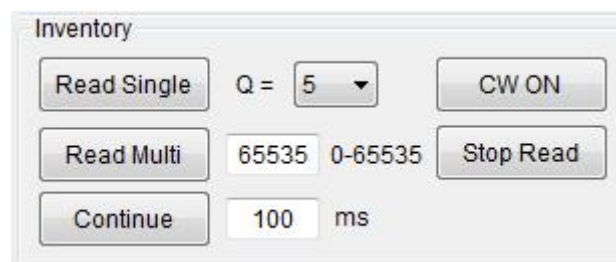 Inventory
Read Single Q = 5 CW ON
Read Multi 65535 0-65535 Stop Read
Continue 100 ms